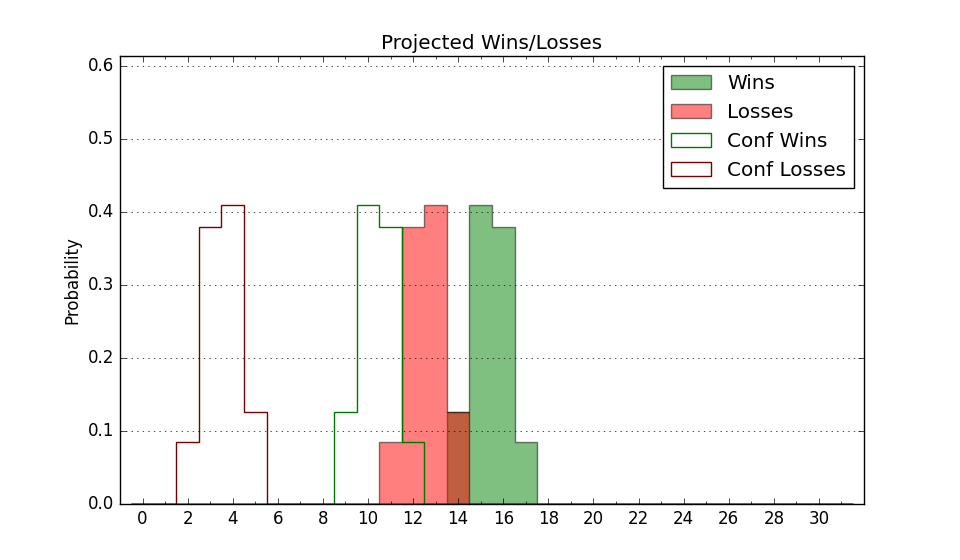 Projected Wins/Losses
Wins
Losses
Conf Wins
Conf Losses
Probability
0.6
0.5
0.4
0.3
0.2
0.1
0.0
0 2 4 6 8 10 12 14 16 18 20 22 24 26 28 30